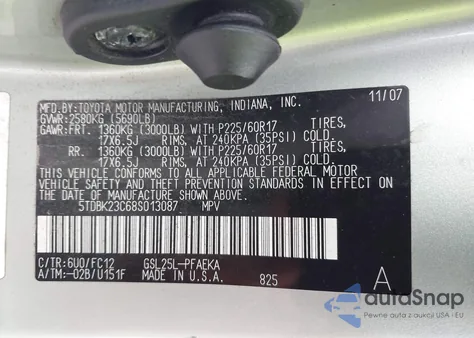 MFD.BY:TOYOTA MOTOR MANUFACTURING, INDIANA, INC. 11/07
GVWR:2580KG (5690LB)
GAWR:FRT. 1360KG (3000LB) WITH P225/60R17 TIRES,
17X6.5J RIMS, AT 240KPA (35PSI) COLD.
RR. 1360KG (3000LB) WITH P225/60R17 TIRES,
17X6.5J RIMS, AT 240KPA (35PSI) COLD.
THIS VEHICLE CONFORMS TO ALL APPLICABLE FEDERAL MOTOR
VEHICLE SAFETY AND THEFT PREVENTION STANDARDS IN EFFECT ON
THE DATE OF MANUFACTURE SHOWN ABOVE.
5TDBK23C68S013087 MPV
C/TR:6U0/FC12 GSL25L-PFAEKA
A/TM:-02B/U151F MADE IN U.S.A. 825 A
autoSnap
Pewne auta z USA i EU